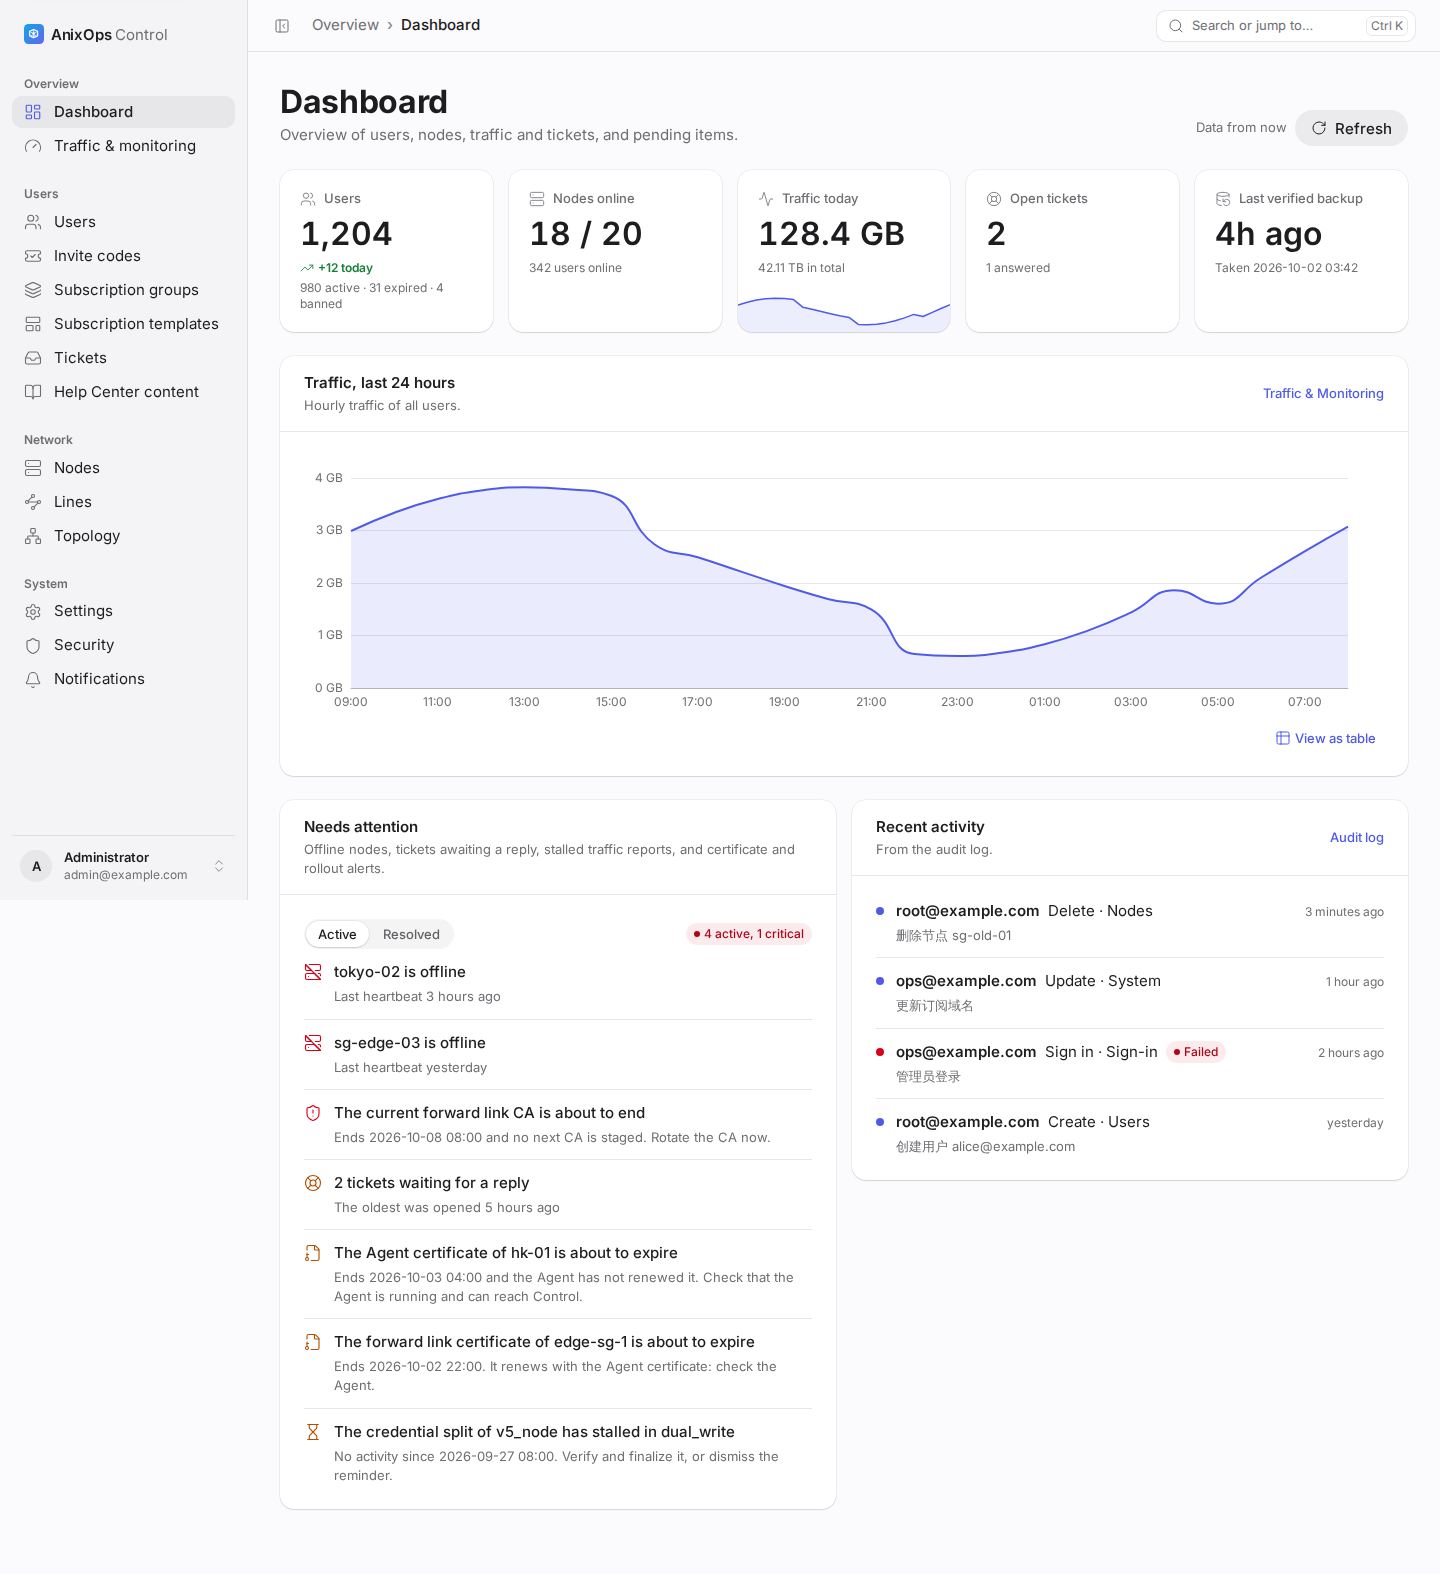 AnixOps Control
Overview
Dashboard
Traffic & monitoring
Users
Users
Invite codes
Subscription groups
Subscription templates
Tickets
Help Center content
Network
Nodes
Lines
Topology
System
Settings
Security
Notifications
A
Administrator
admin@example.com
Overview › Dashboard
Search or jump to...
Ctrl K
Dashboard
Overview of users, nodes, traffic and tickets, and pending items.
Data from now
Refresh
Users
1,204
+12 today
980 active · 31 expired · 4
banned
Nodes online
18 / 20
342 users online
Traffic today
128.4 GB
42.11 TB in total
Open tickets
2
1 answered
Last verified backup
4h ago
Taken 2026-10-02 03:42
Traffic, last 24 hours
Hourly traffic of all users.
Traffic & Monitoring
4 GB
3 GB
2 GB
1 GB
0 GB
09:00 11:00 13:00 15:00 17:00 19:00 21:00 23:00 01:00 03:00 05:00 07:00
View as table
Needs attention
Offline nodes, tickets awaiting a reply, stalled traffic reports, and certificate and
rollout alerts.
Active
Resolved
4 active, 1 critical
tokyo-02 is offline
Last heartbeat 3 hours ago
sg-edge-03 is offline
Last heartbeat yesterday
The current forward link CA is about to end
Ends 2026-10-08 08:00 and no next CA is staged. Rotate the CA now.
2 tickets waiting for a reply
The oldest was opened 5 hours ago
The Agent certificate of hk-01 is about to expire
Ends 2026-10-03 04:00 and the Agent has not renewed it. Check that the
Agent is running and can reach Control.
The forward link certificate of edge-sg-1 is about to expire
Ends 2026-10-02 22:00. It renews with the Agent certificate: check the
Agent.
The credential split of v5_node has stalled in dual_write
No activity since 2026-09-27 08:00. Verify and finalize it, or dismiss the
reminder.
Recent activity
From the audit log.
Audit log
root@example.com Delete · Nodes
3 minutes ago
删除节点 sg-old-01
ops@example.com Update · System
1 hour ago
更新订阅域名
ops@example.com Sign in · Sign-in Failed
2 hours ago
管理员登录
root@example.com Create · Users
yesterday
创建用户 alice@example.com